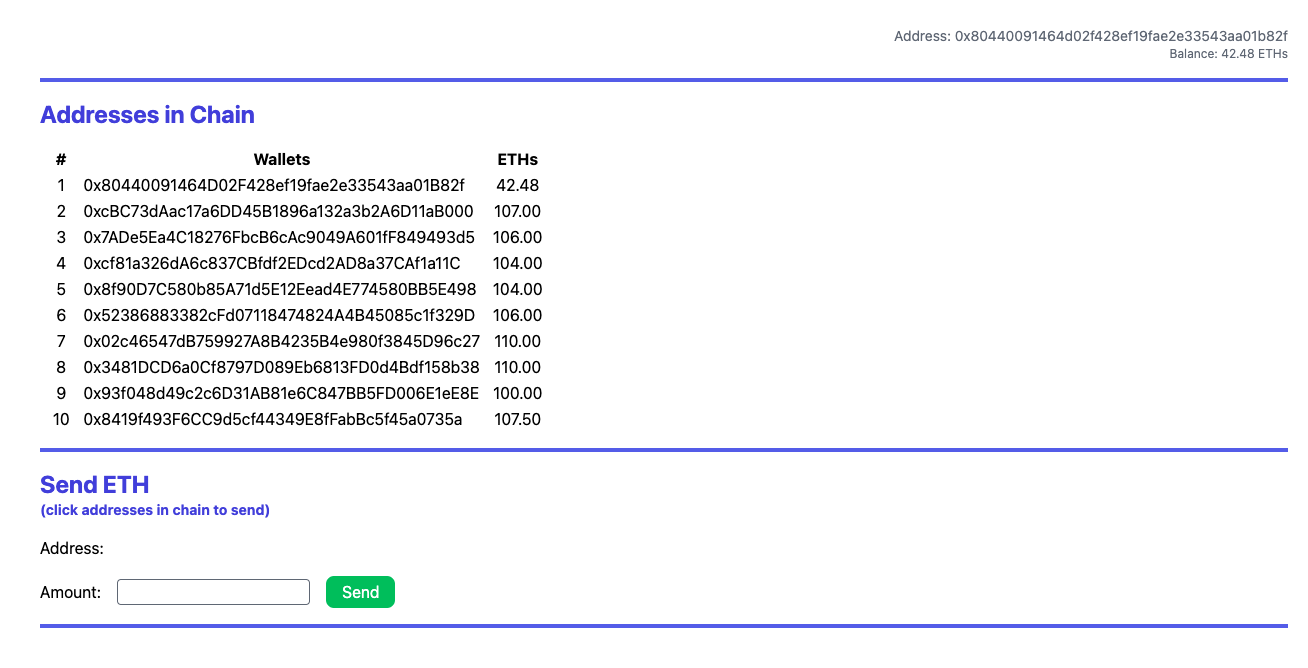 Address: 0x80440091464d02f428ef19fae2e33543aa01b82f
Balance: 42.48 ETHs
Addresses in Chain
# Wallets ETHs
1 0x80440091464D02F428ef19fae2e33543aa01B82f 42.48
2 0xcBC73dAac17a6DD45B1896a132a3b2A6D11aB000 107.00
3 0x7ADe5Ea4C18276FbcB6cAc9049A601fF849493d5 106.00
4 0xcf81a326dA6c837CBfdf2EDcd2AD8a37CAf1a11C 104.00
5 0x8f90D7C580b85A71d5E12Eead4E774580BB5E498 104.00
6 0x52386883382cFd07118474824A4B45085c1f329D 106.00
7 0x02c46547dB759927A8B4235B4e980f3845D96c27 110.00
8 0x3481DCD6a0Cf8797D089Eb6813FD0d4Bdf158b38 110.00
9 0x93f048d49c2c6D31AB81e6C847BB5FD006E1eE8E 100.00
10 0x8419f493F6CC9d5cf44349E8fFabBc5f45a0735a 107.50
Send ETH
(click addresses in chain to send)
Address:
Amount: Send